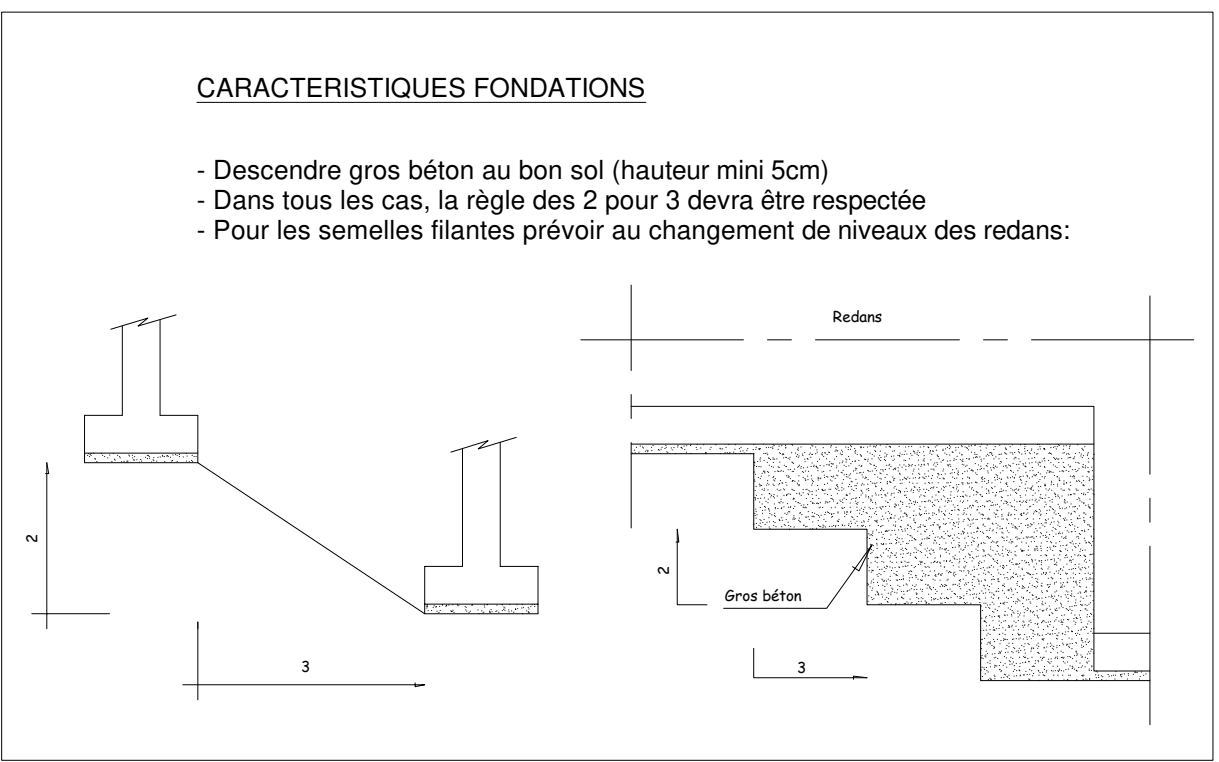 CARACTERISTIQUES FONDATIONS
- Descendre gros béton au bon sol (hauteur mini 5cm)
- Dans tous les cas, la règle des 2 pour 3 devra être respectée
- Pour les semelles filantes prévoir au changement de niveaux des redans:
Redans
2
3
2
Gros béton
3